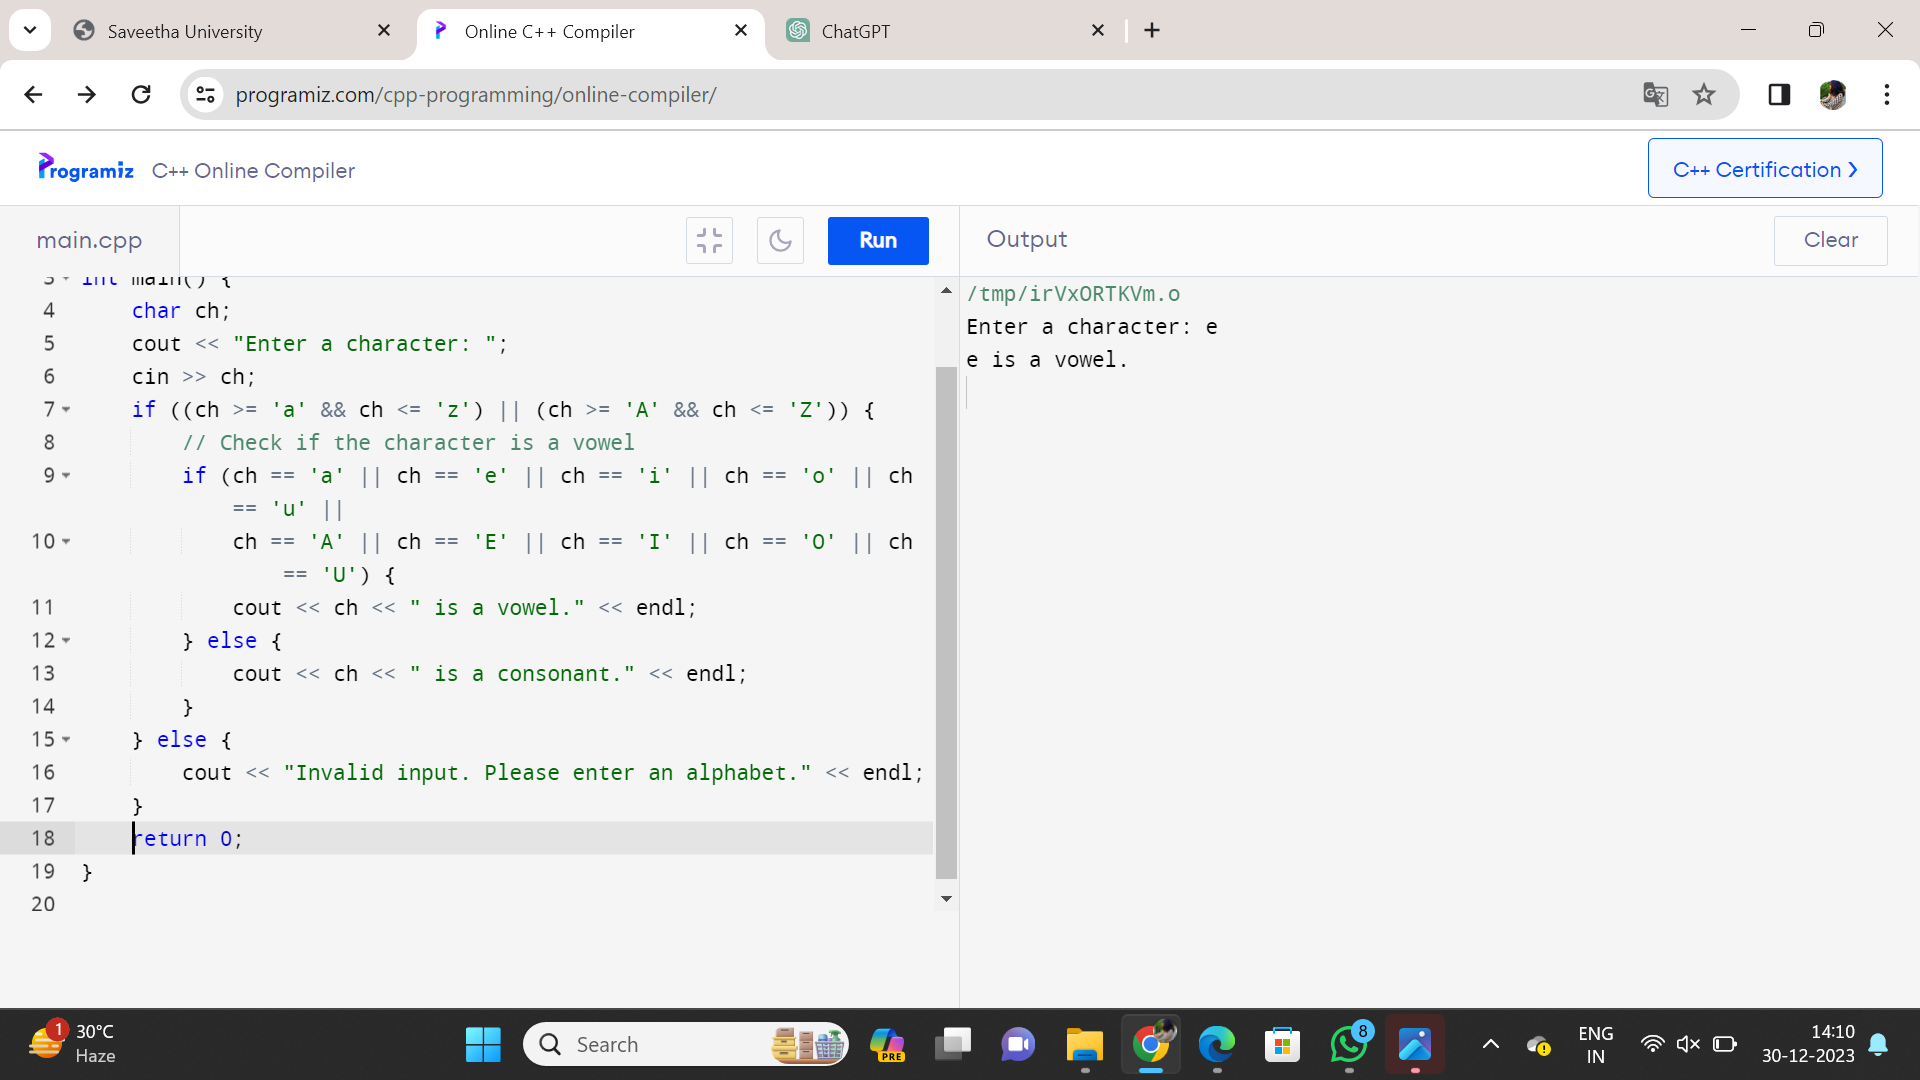 Saveetha University
Online C++ Compiler
ChatGPT
programiz.com/cpp-programming/online-compiler/
Programiz C++ Online Compiler
C++ Certification ❯
main.cpp
Run
Output
Clear
3 int main() {
4 char ch;
5 cout << "Enter a character: ";
6 cin >> ch;
7 if ((ch >= 'a' && ch <= 'z') || (ch >= 'A' && ch <= 'Z')) {
8 // Check if the character is a vowel
9 if (ch == 'a' || ch == 'e' || ch == 'i' || ch == 'o' || ch
== 'u' ||
10 ch == 'A' || ch == 'E' || ch == 'I' || ch == 'O' || ch
== 'U') {
11 cout << ch << " is a vowel." << endl;
12 } else {
13 cout << ch << " is a consonant." << endl;
14 }
15 } else {
16 cout << "Invalid input. Please enter an alphabet." << endl;
17 }
18 return 0;
19 }
20
/tmp/irVxORTKVm.o
Enter a character: e
e is a vowel.
1
30°C
Haze
Search
PRE
8
ENG
IN
14:10
30-12-2023